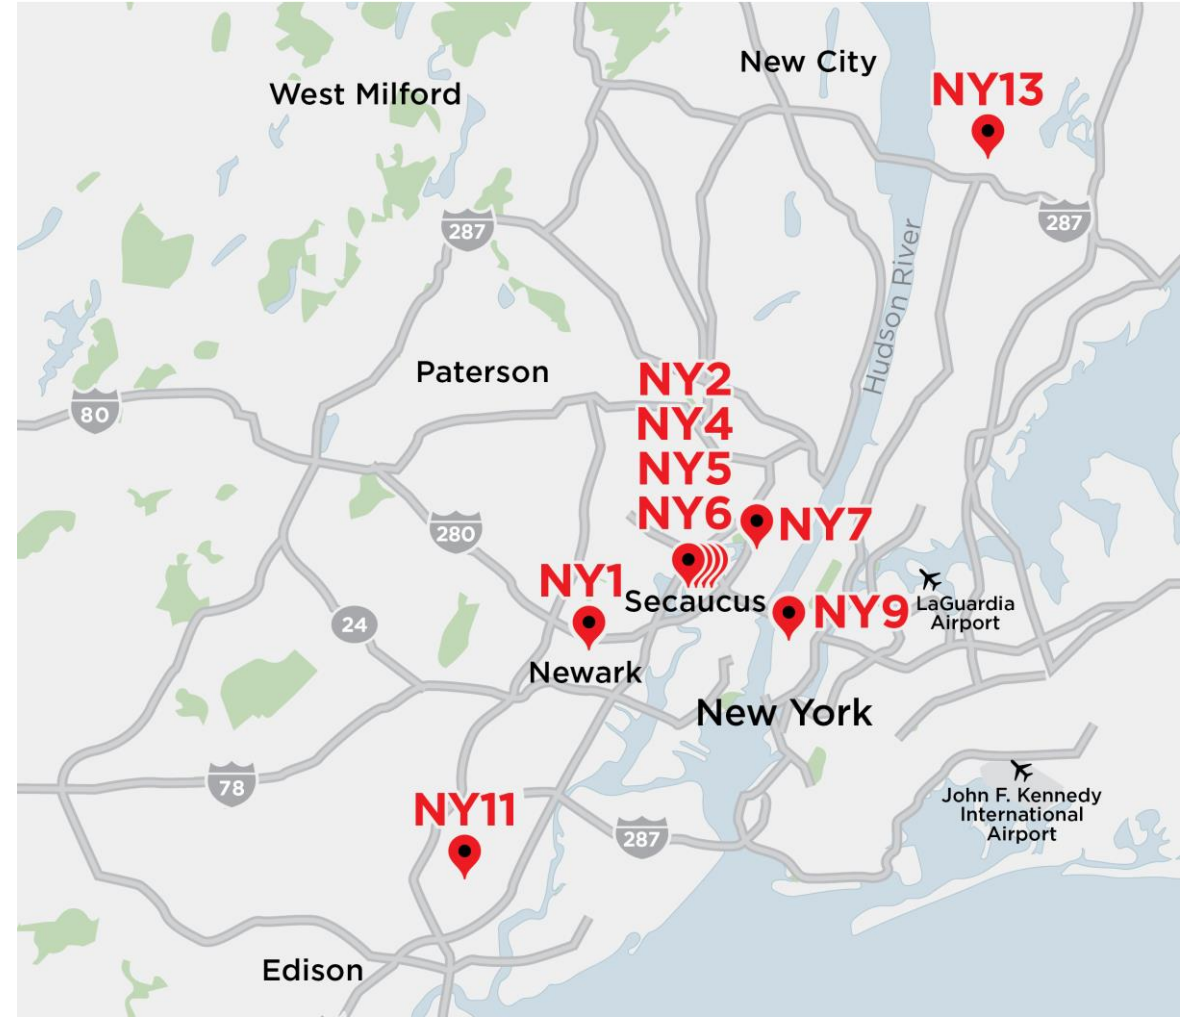 New City
West Milford
NY13
287
287
Hudson River
Paterson
NY2
NY4
NY5
NY6
80
280
NY7
NY1
Secaucus
NY9
LaGuardia
Airport
24
Newark
New York
78
John F. Kennedy
International
Airport
NY11
287
Edison